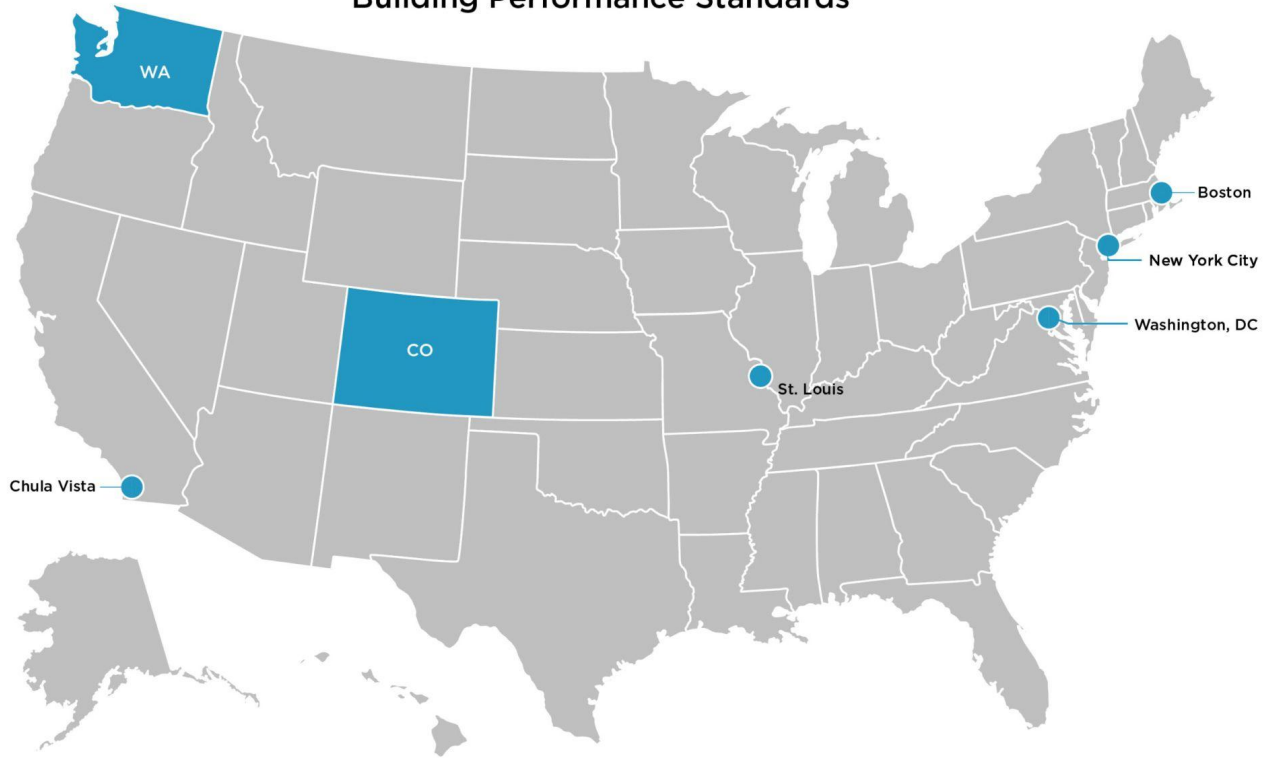 Building Performance Standards
WA
Boston
New York City
Washington, DC
CO
St. Louis
Chula Vista